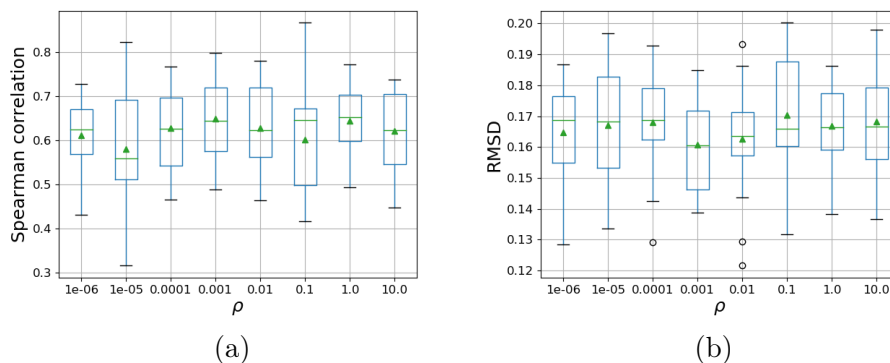 Spearman correlation
0.8
0.7
0.6
0.5
0.4
0.3
1e-06 1e-05 0.0001 0.001 0.01 0.1 1.0 10.0
ρ
(a)
RMSD
0.20
0.19
0.18
0.17
0.16
0.15
0.14
0.13
0.12
1e-06 1e-05 0.0001 0.001 0.01 0.1 1.0 10.0
ρ
(b)